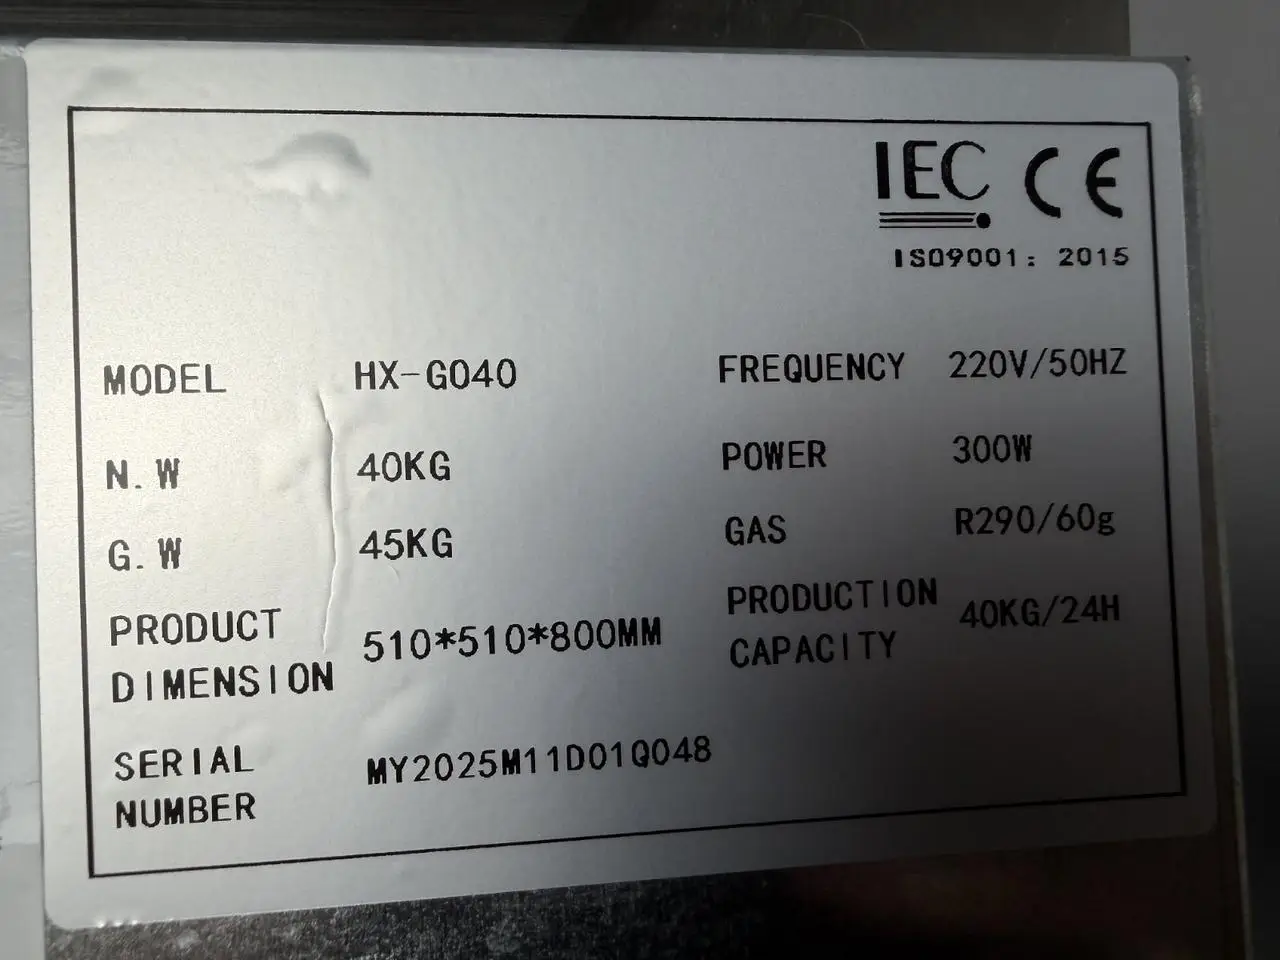 IEC CE
ISO9001: 2015
MODEL HX-G040
FREQUENCY 220V/50HZ
N.W 40KG
POWER 300W
G.W 45KG
GAS R290/60g
PRODUCT
DIMENSION 510*510*800MM
PRODUCTION
CAPACITY 40KG/24H
SERIAL
NUMBER MY2025M11D01Q048